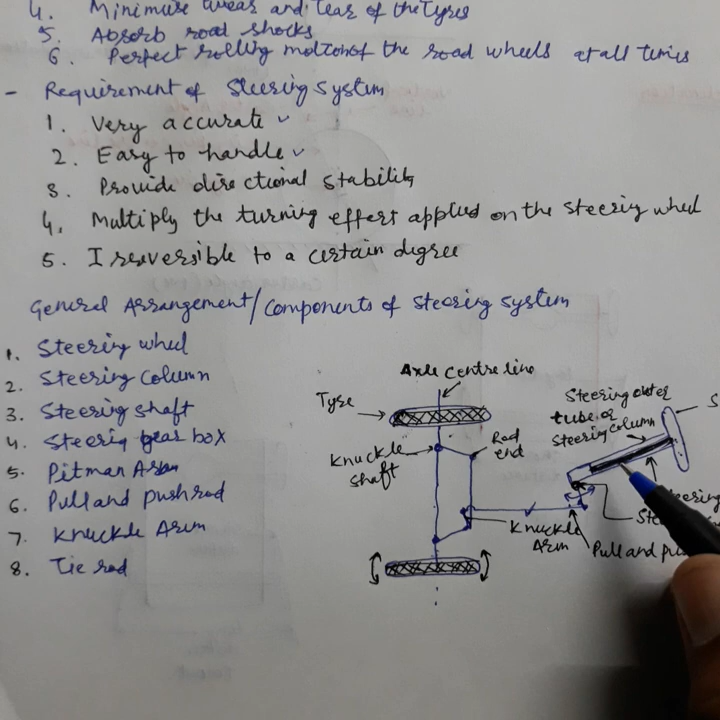 4. Minimise wear and tear of the Tyres
5. Absorb road shocks
6. Perfect rolling motion of the road wheels at all times
- Requirement of Steering system
1. Very accurate
2. Easy to handle
3. Provide directional stability
4. Multiply the turning effort applied on the steering wheel
5. Irreversible to a certain degree
General Arrangement/Components of Steering system
1. Steering wheel
2. Steering Column
3. Steering shaft
4. Steering gear box
5. Pitman Arm
6. Pull and push rod
7. Knuckle Arm
8. Tie rod
Axle centre line
Tyre
Knuckle
shaft
Rod
end
Knuckle
Arm
Steering outer
tube or
Steering column
S
Steering
Pull and pu